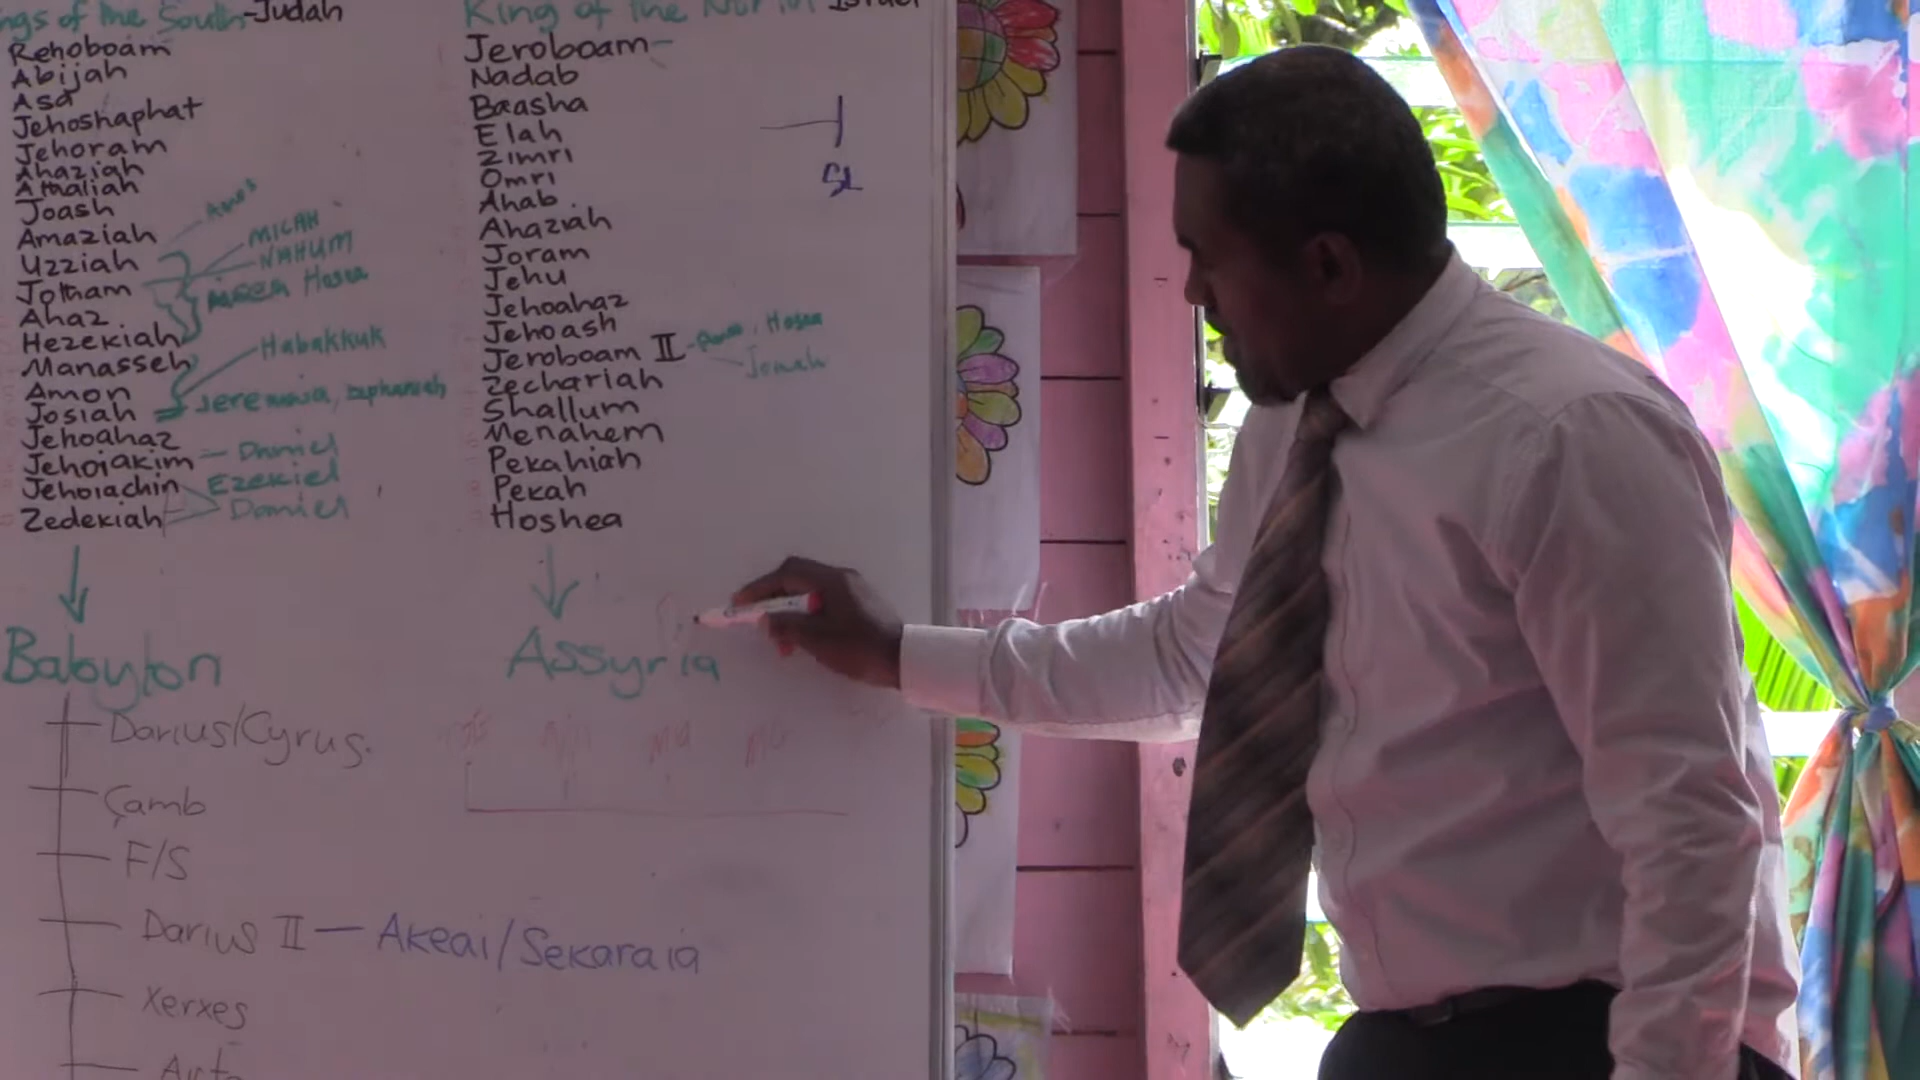 Kings of the South-Judah
Rehoboam
Abijah
Asa
Jehoshaphat
Jehoram
Ahaziah
Athaliah
Joash
Amaziah
Uzziah
Jotham
Ahaz
Hezekiah
Manasseh
Amon
Josiah
Jehoahaz
Jehoiakim
Jehoiachin
Zedekiah
Amos
MICAH
NAHUM
Hosea
Habakkuk
Daniel
Ezekiel
Daniel
King of the North Israel
Jeroboam
Nadab
Baasha
Elah
Zimri
Omri
Ahab
Ahaziah
Joram
Jehu
Jehoahaz
Jehoash
Jeroboam II
Zechariah
Shallum
Menahem
Pekahiah
Pekah
Hoshea
Amos, Hosea
Jonah
Babylon
Assyria
Darius/Cyrus.
Camb
F/S
Darius II - Akeai/Sekaraia
Xerxes